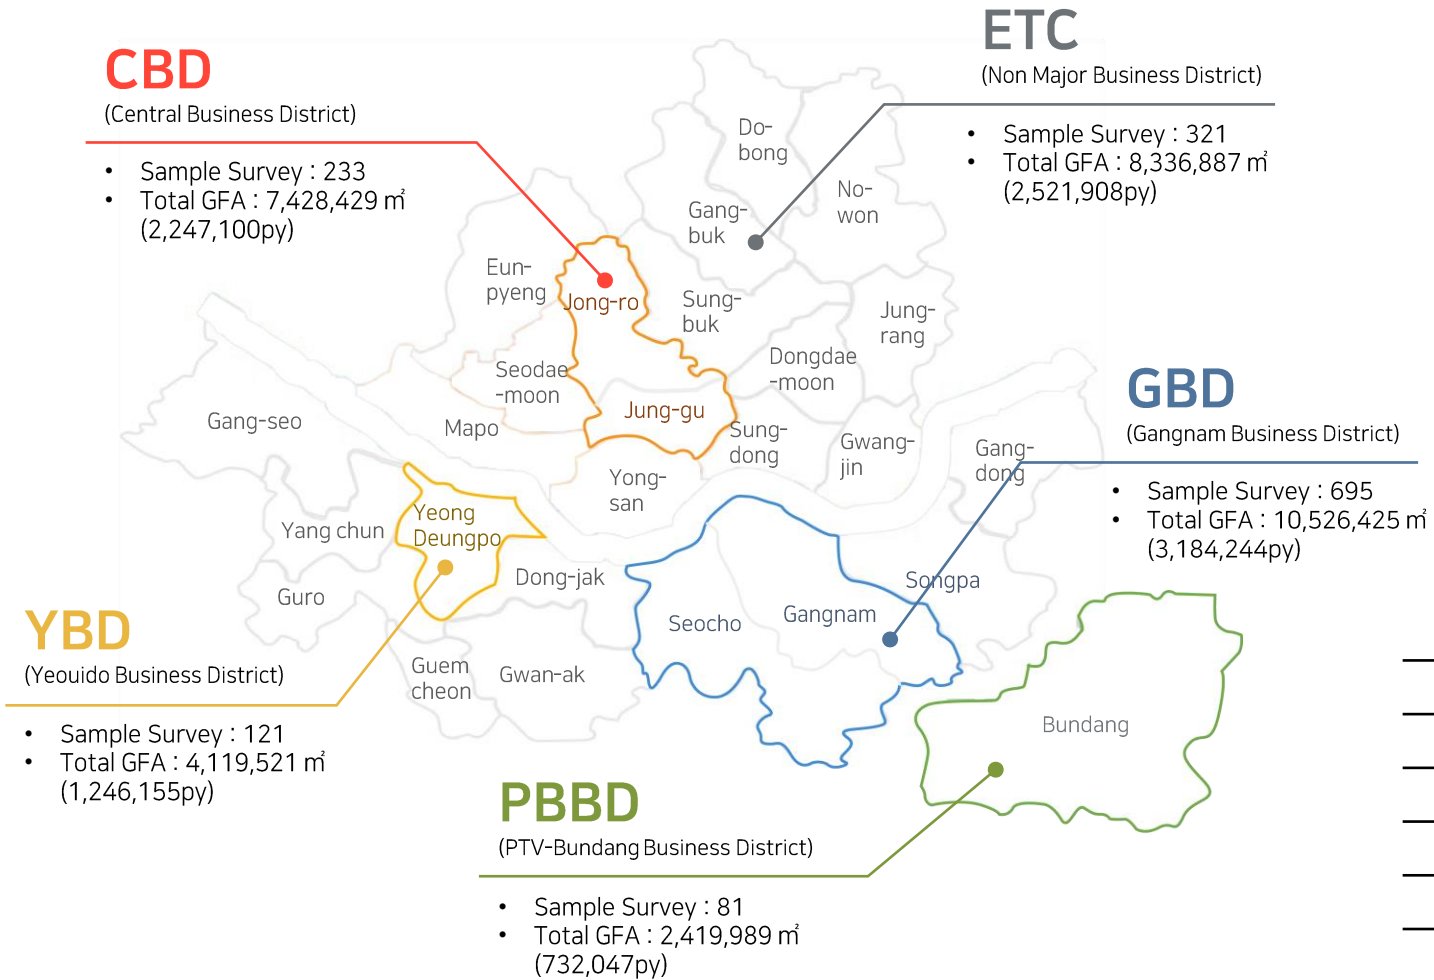 ETC
(Non Major Business District)
• Sample Survey : 321
• Total GFA : 8,336,887 ㎡
(2,521,908py)
CBD
(Central Business District)
• Sample Survey : 233
• Total GFA : 7,428,429 ㎡
(2,247,100py)
Do-
bong
No-
won
Gang-
buk
Eun-
pyeng
Jong-ro
Sung-
buk
Jung-
rang
Seodae
-moon
Dongdae
-moon
Gang-seo
Mapo
Jung-gu
Sung-
dong
Gwang-
jin
Gang-
dong
GBD
(Gangnam Business District)
• Sample Survey : 695
• Total GFA : 10,526,425 ㎡
(3,184,244py)
Yong-
san
Yang chun
Yeong
Deungpo
Dong-jak
Guro
Songpa
Seocho
Gangnam
Guem
cheon
Gwan-ak
YBD
(Yeouido Business District)
• Sample Survey : 121
• Total GFA : 4,119,521 ㎡
(1,246,155py)
Bundang
PBBD
(PTV-Bundang Business District)
• Sample Survey : 81
• Total GFA : 2,419,989 ㎡
(732,047py)